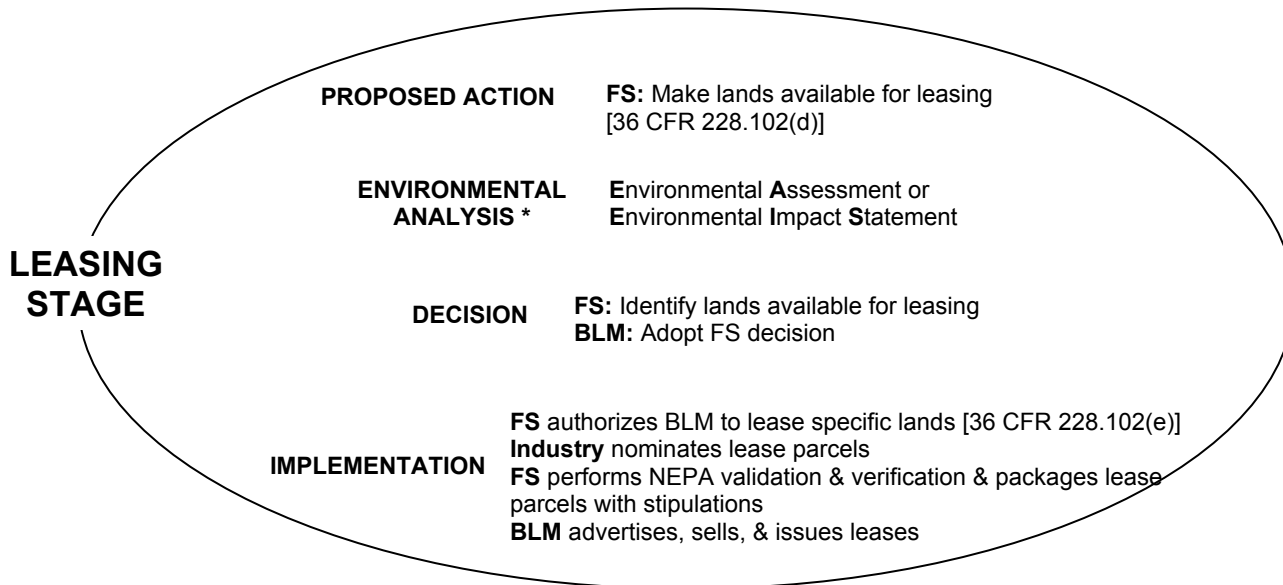 PROPOSED ACTION
FS: Make lands available for leasing
[36 CFR 228.102(d)]
ENVIRONMENTAL
ANALYSIS *
Environmental Assessment or
Environmental Impact Statement
LEASING
STAGE
DECISION
FS: Identify lands available for leasing
BLM: Adopt FS decision
IMPLEMENTATION
FS authorizes BLM to lease specific lands [36 CFR 228.102(e)]
Industry nominates lease parcels
FS performs NEPA validation & verification & packages lease
parcels with stipulations
BLM advertises, sells, & issues leases